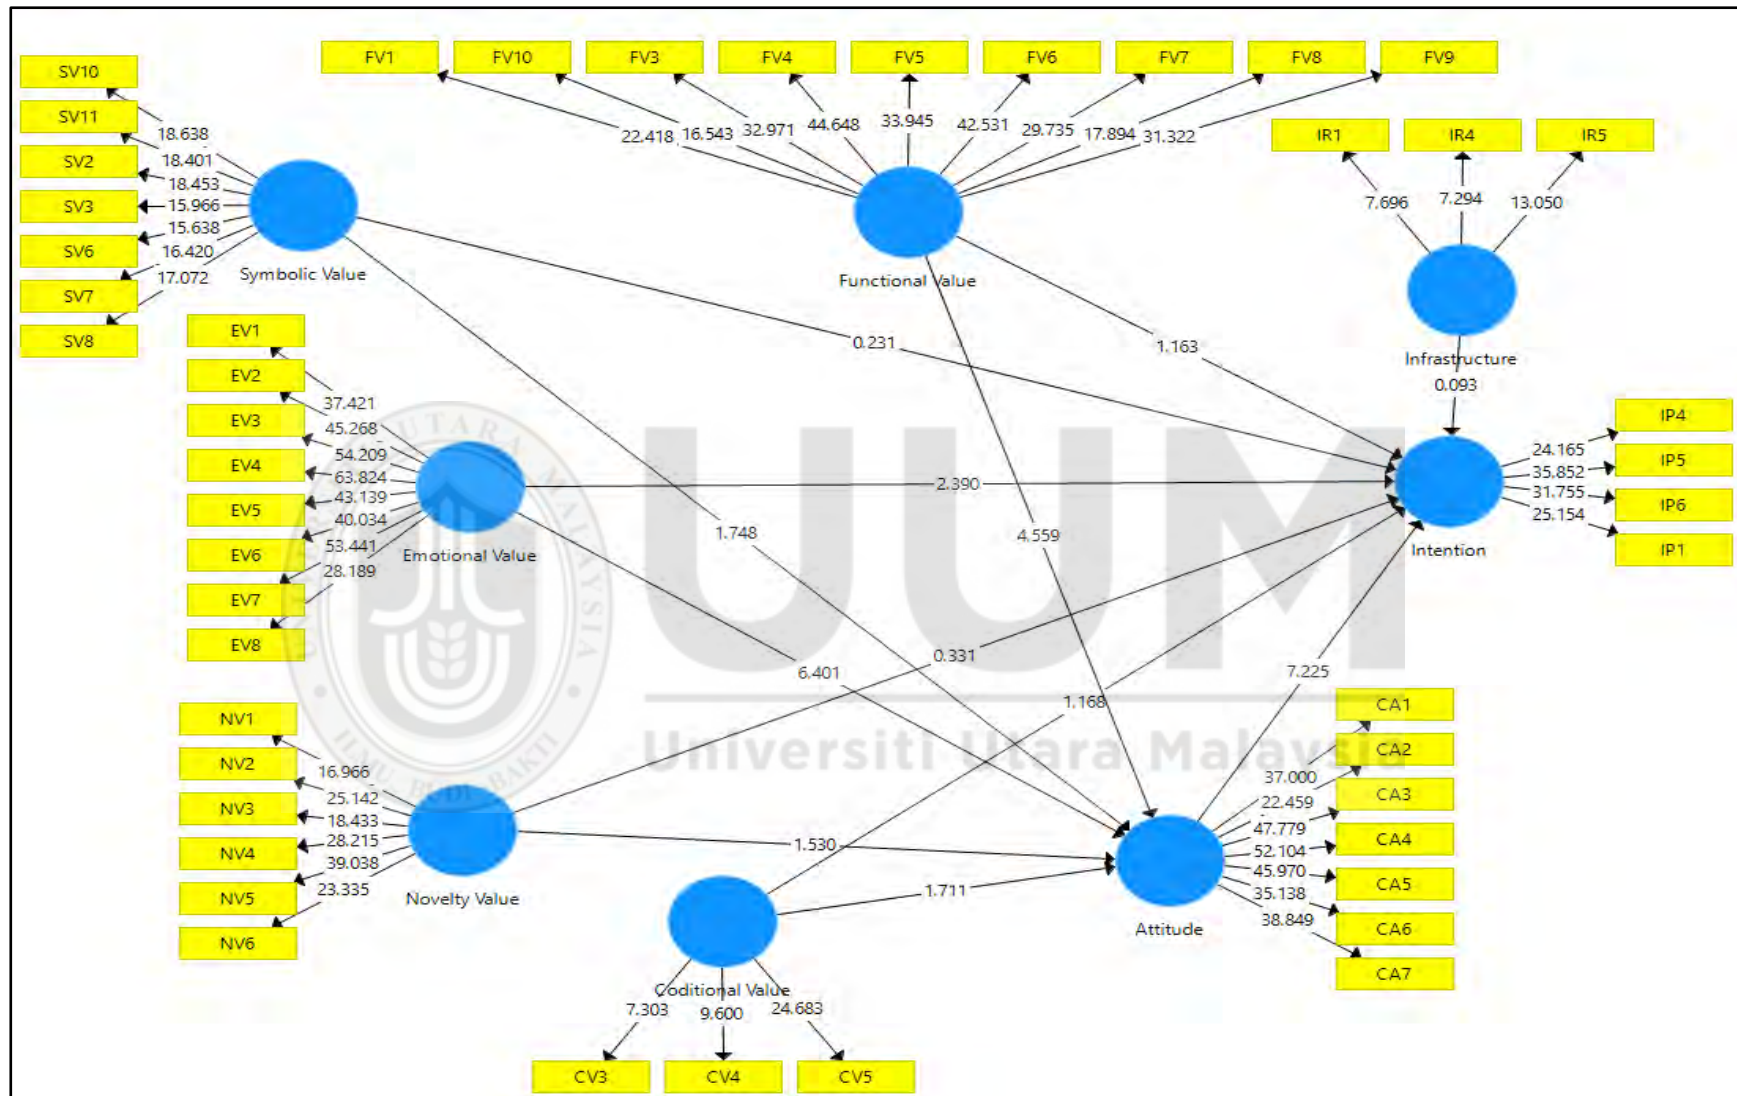 FV1
FV10
FV3
FV4
FV5
FV6
FV7
FV8
FV9
22.418
16.543
32.971
44.648
33.945
42.531
29.735
17.894
31.322
Functional Value
SV10
SV11
SV2
SV3
SV6
SV7
SV8
18.638
18.401
18.453
15.966
15.638
16.420
17.072
Symbolic Value
IR1
IR4
IR5
7.696
7.294
13.050
Infrastructure
0.093
EV1
EV2
EV3
EV4
EV5
EV6
EV7
EV8
37.421
45.268
54.209
63.824
43.139
40.034
53.441
28.189
Emotional Value
0.231
1.163
2.390
1.748
4.559
6.401
0.331
1.168
7.225
1.530
1.711
IP4
IP5
IP6
IP1
24.165
35.852
31.755
25.154
Intention
NV1
NV2
NV3
NV4
NV5
NV6
16.966
25.142
18.433
28.215
39.038
23.335
Novelty Value
CA1
CA2
CA3
CA4
CA5
CA6
CA7
37.000
22.459
47.779
52.104
45.970
35.138
38.849
Attitude
Coditional Value
7.303
9.600
24.683
CV3
CV4
CV5
UUM
Universiti Utara Malaysia